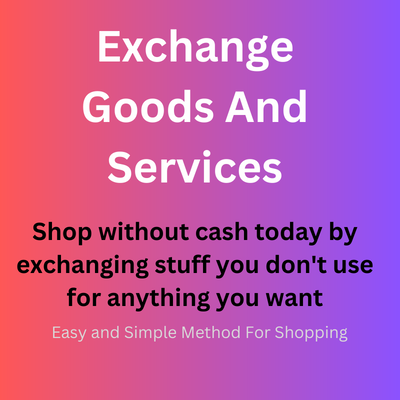 Exchange
Goods And
Services
Shop without cash today by
exchanging stuff you don't use
for anything you want
Easy and Simple Method For Shopping